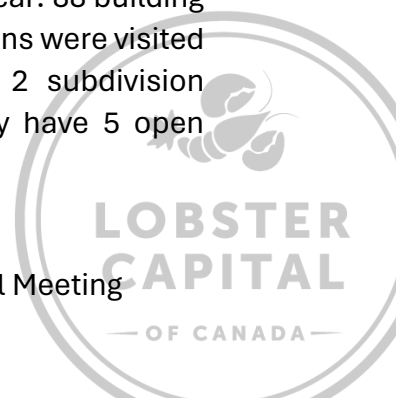 ear. 88 building
ns were visited
2 subdivision
y have 5 open
l Meeting
LOBSTER
CAPITAL
OF CANADA